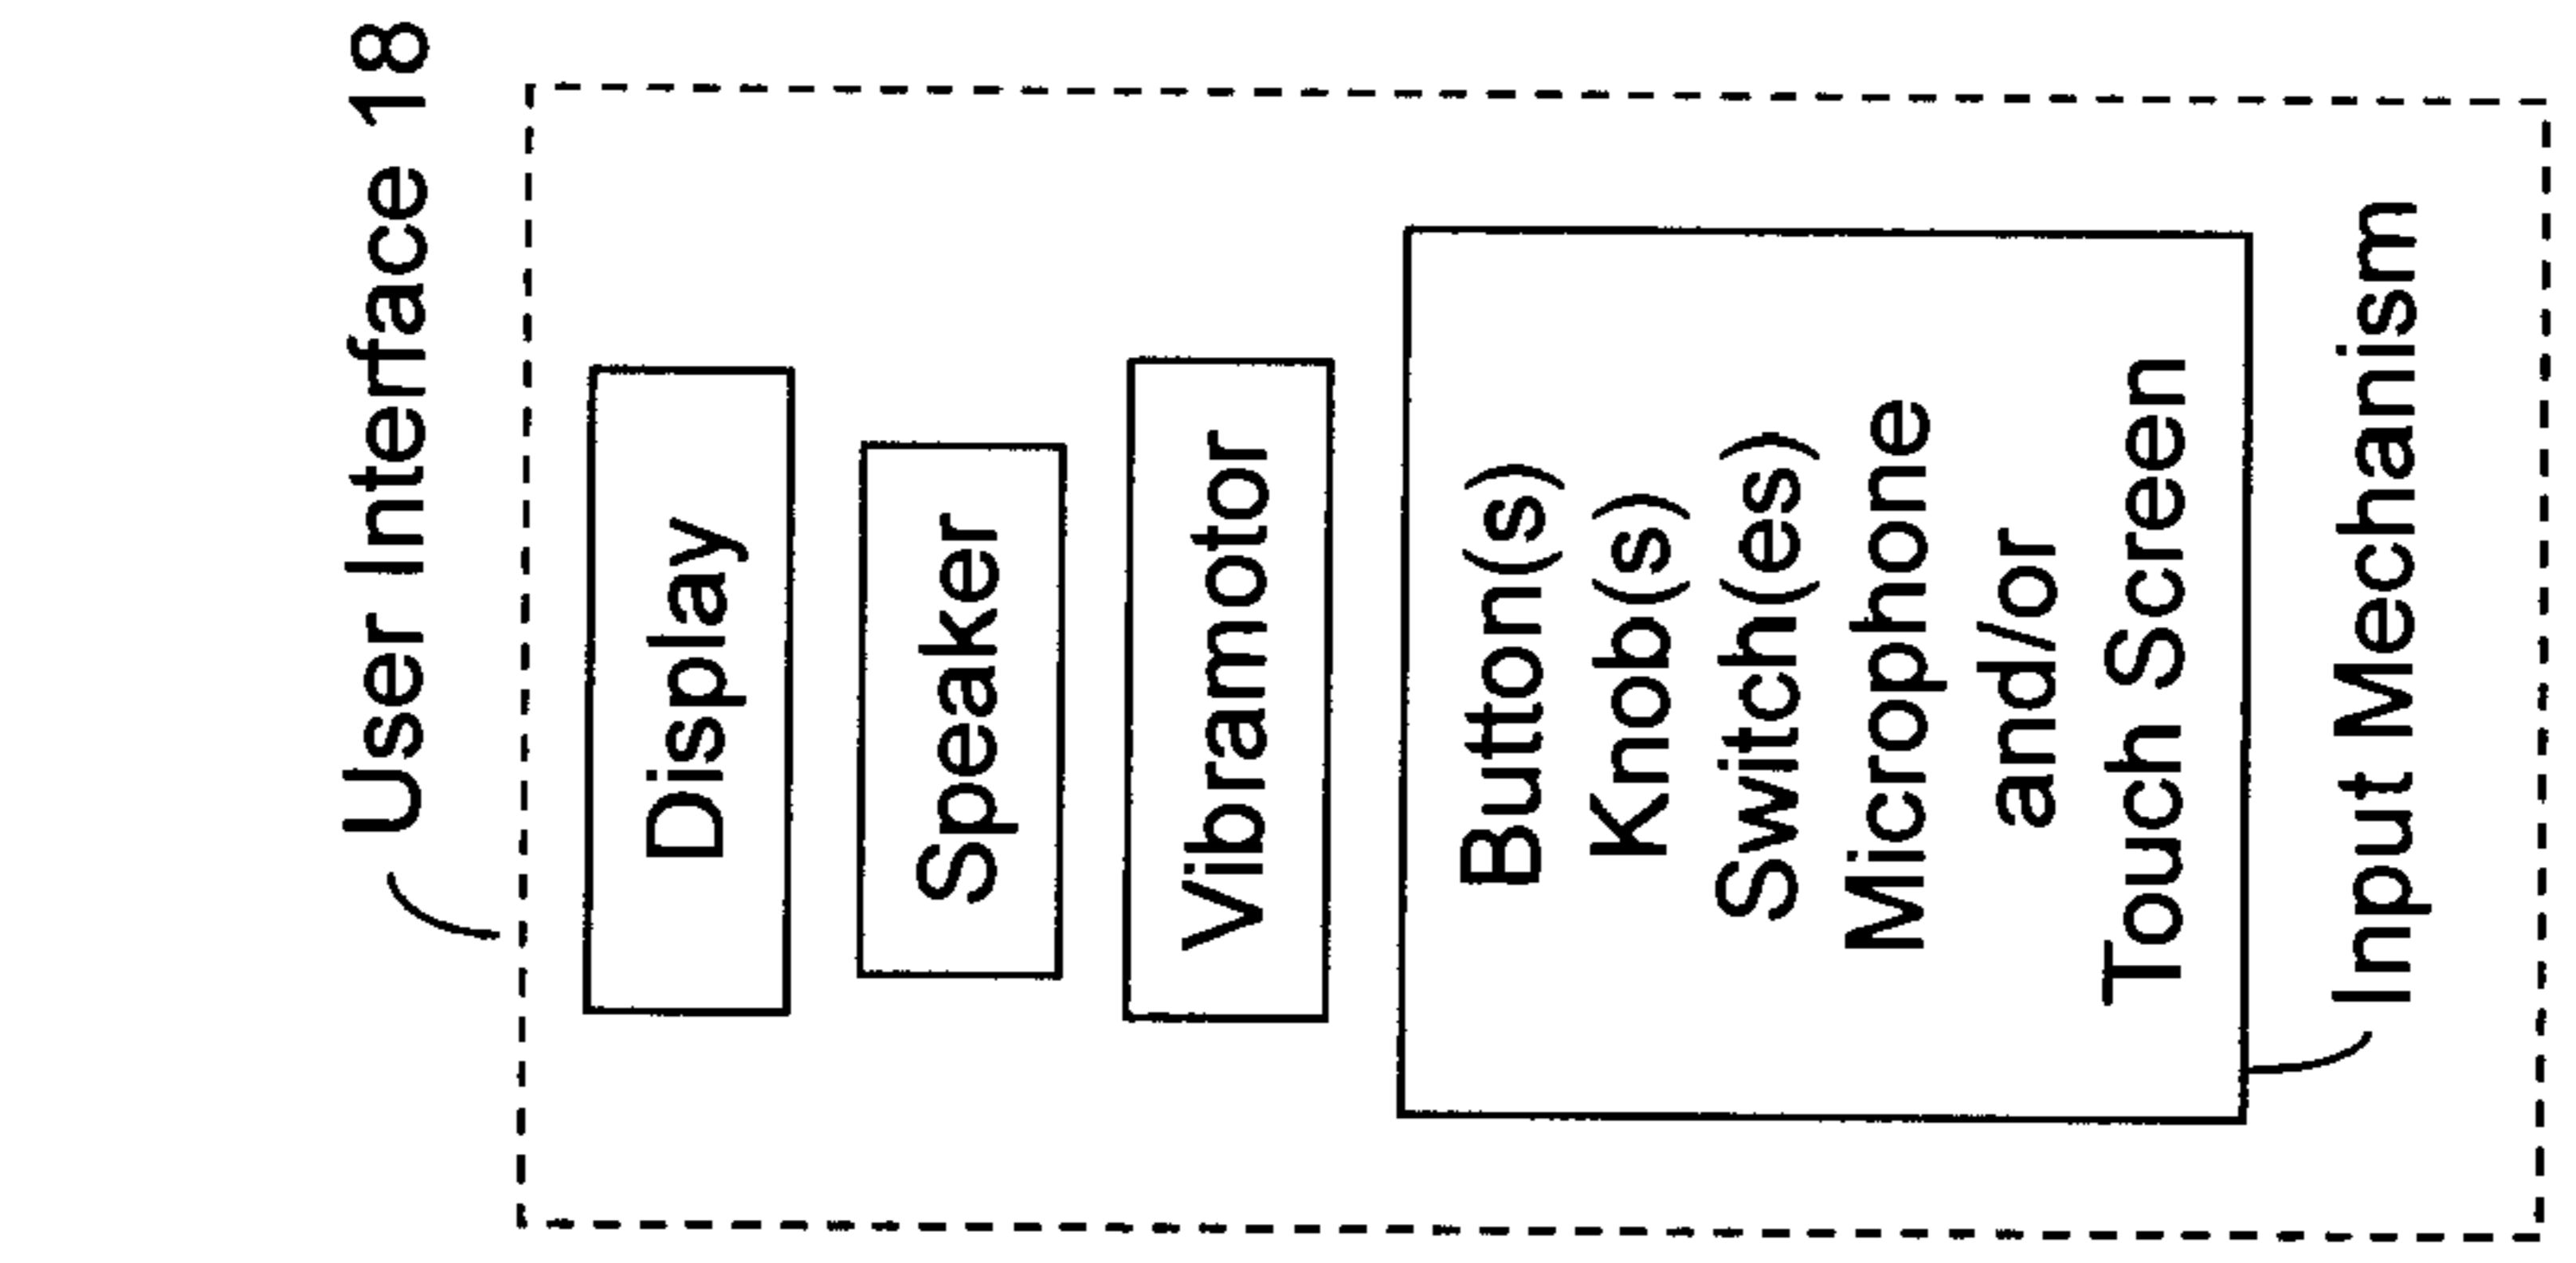 User Interface 18
Display
Speaker
Vibramotor
Button(s)
Knob(s)
Switch(es)
Microphone
and/or
Touch Screen
Input Mechanism